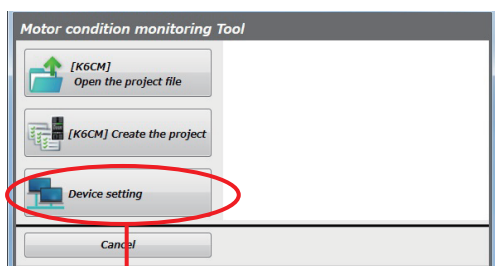 Motor condition monitoring Tool
[K6CM]
Open the project file
[K6CM] Create the project
Device setting
Cancel